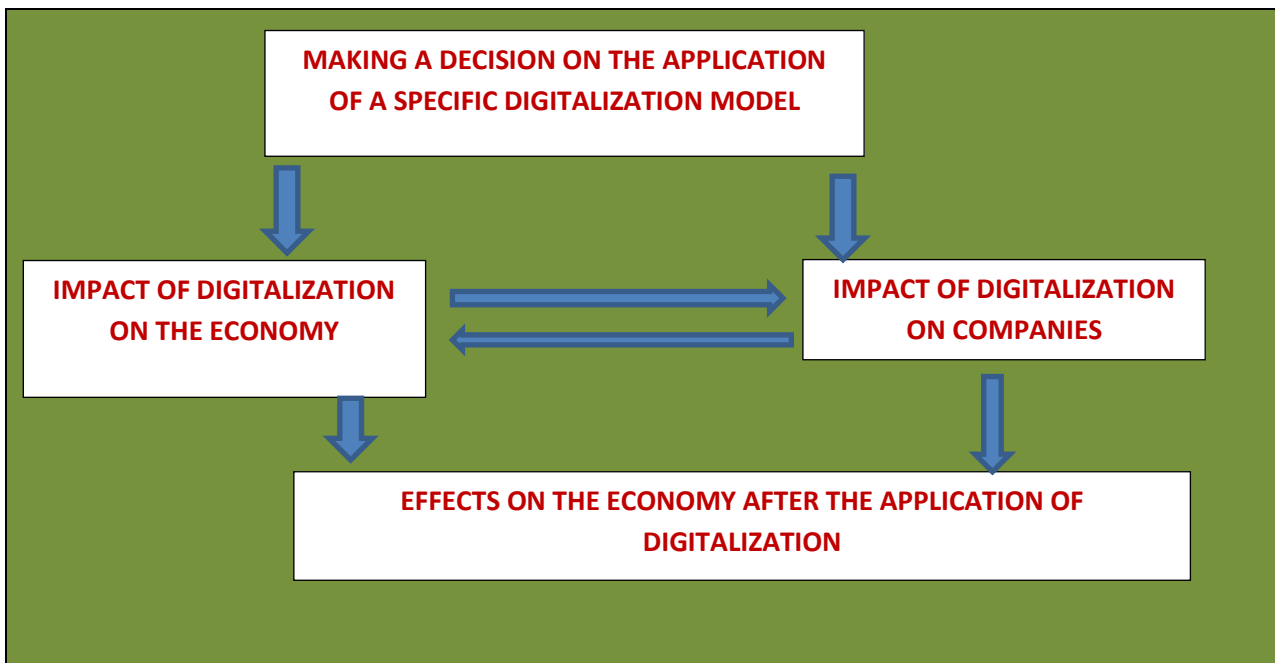 MAKING A DECISION ON THE APPLICATION
OF A SPECIFIC DIGITALIZATION MODEL
IMPACT OF DIGITALIZATION
ON THE ECONOMY
IMPACT OF DIGITALIZATION
ON COMPANIES
EFFECTS ON THE ECONOMY AFTER THE APPLICATION OF
DIGITALIZATION